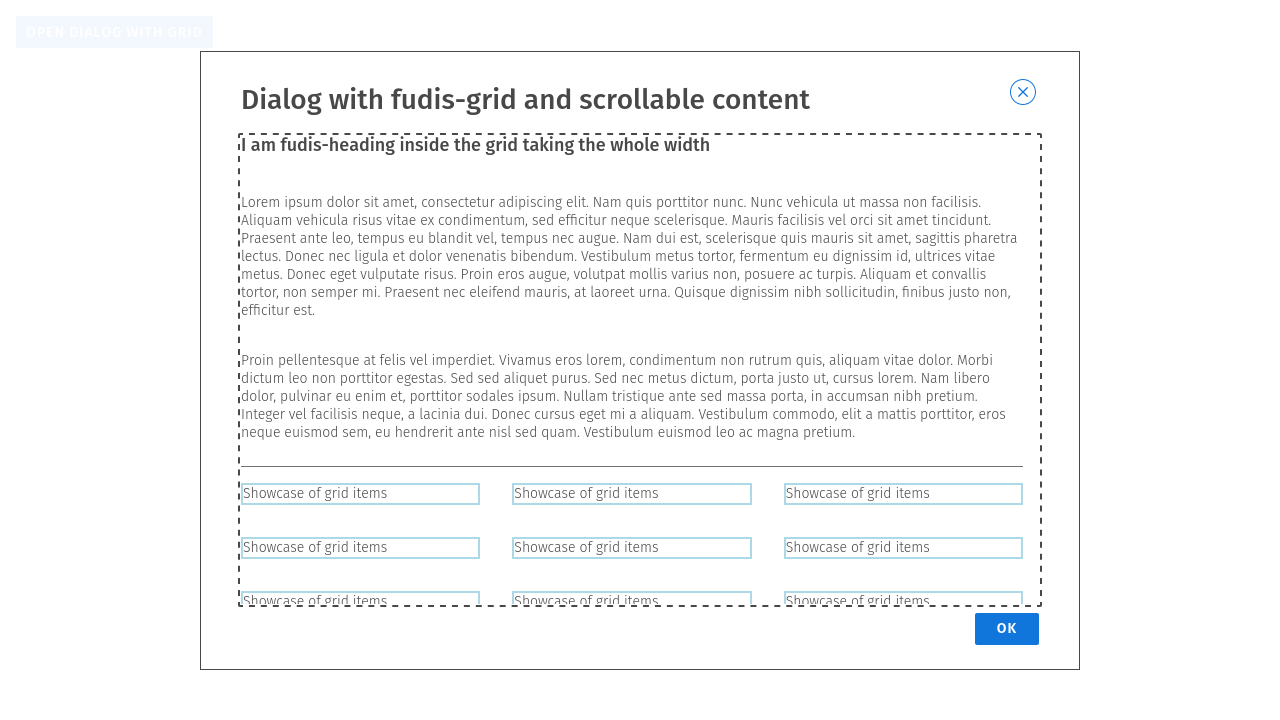 OPEN DIALOG WITH GRID
Dialog with fudis-grid and scrollable content
I am fudis-heading inside the grid taking the whole width
Lorem ipsum dolor sit amet, consectetur adipiscing elit. Nam quis porttitor nunc. Nunc vehicula ut massa non facilisis.
Aliquam vehicula risus vitae ex condimentum, sed efficitur neque scelerisque. Mauris facilisis vel orci sit amet tincidunt.
Praesent ante leo, tempus eu blandit vel, tempus nec augue. Nam dui est, scelerisque quis mauris sit amet, sagittis pharetra
lectus. Donec nec ligula et dolor venenatis bibendum. Vestibulum metus tortor, fermentum eu dignissim id, ultrices vitae
metus. Donec eget vulputate risus. Proin eros augue, volutpat mollis varius non, posuere ac turpis. Aliquam et convallis
tortor, non semper mi. Praesent nec eleifend mauris, at laoreet urna. Quisque dignissim nibh sollicitudin, finibus justo non,
efficitur est.
Proin pellentesque at felis vel imperdiet. Vivamus eros lorem, condimentum non rutrum quis, aliquam vitae dolor. Morbi
dictum leo non porttitor egestas. Sed sed aliquet purus. Sed nec metus dictum, porta justo ut, cursus lorem. Nam libero
dolor, pulvinar eu enim et, porttitor sodales ipsum. Nullam tristique ante sed massa porta, in accumsan nibh pretium.
Integer vel facilisis neque, a lacinia dui. Donec cursus eget mi a aliquam. Vestibulum commodo, elit a mattis porttitor, eros
neque euismod sem, eu hendrerit ante nisl sed quam. Vestibulum euismod leo ac magna pretium.
Showcase of grid items Showcase of grid items Showcase of grid items
Showcase of grid items Showcase of grid items Showcase of grid items
Showcase of grid items Showcase of grid items Showcase of grid items
OK